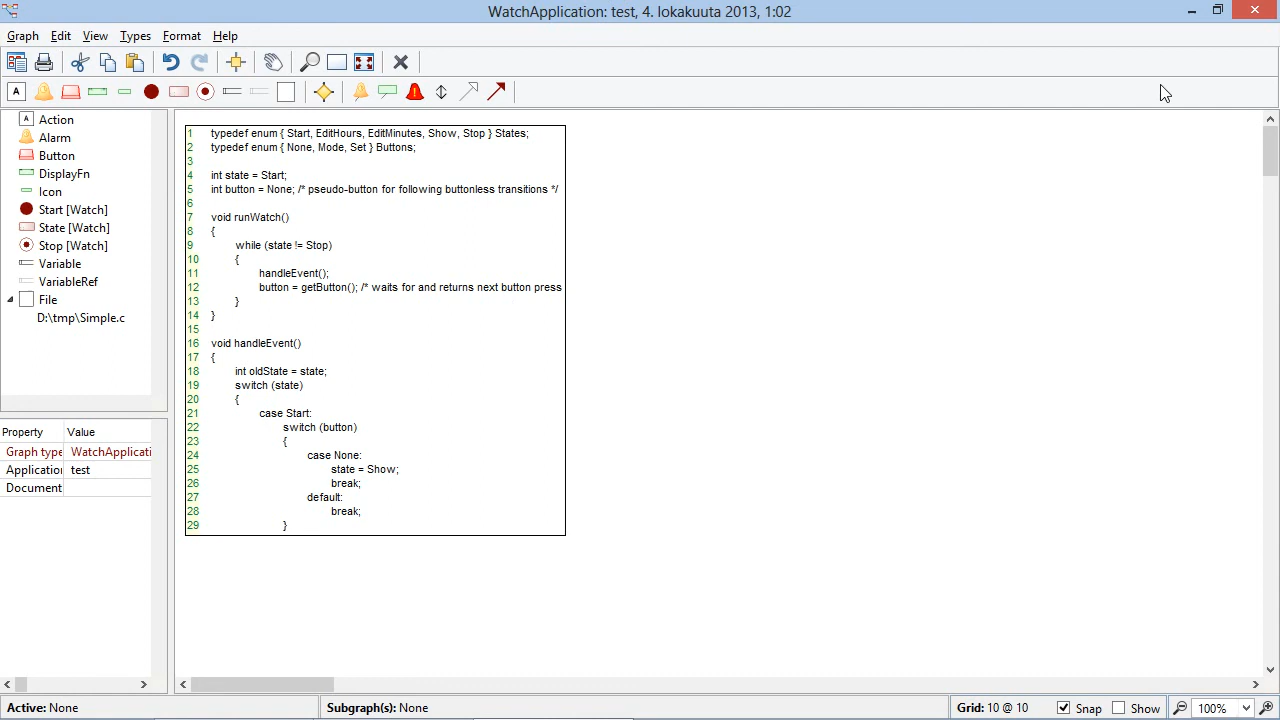 WatchApplication: test, 4. lokakuuta 2013, 1:02
Graph Edit View Types Format Help
A
A Action
Alarm
Button
DisplayFn
Icon
Start [Watch]
State [Watch]
Stop [Watch]
Variable
VariableRef
File
D:\tmp\Simple.c
Property Value
Graph type WatchApplicati
Application test
Document
1 typedef enum { Start, EditHours, EditMinutes, Show, Stop } States;
2 typedef enum { None, Mode, Set } Buttons;
3
4 int state = Start;
5 int button = None; /* pseudo-button for following buttonless transitions */
6
7 void runWatch()
8 {
9 while (state != Stop)
10 {
11 handleEvent();
12 button = getButton(); /* waits for and returns next button press
13 }
14 }
15
16 void handleEvent()
17 {
18 int oldState = state;
19 switch (state)
20 {
21 case Start:
22 switch (button)
23 {
24 case None:
25 state = Show;
26 break;
27 default:
28 break;
29 }
Active: None Subgraph(s): None Grid: 10 @ 10 Snap Show 100%